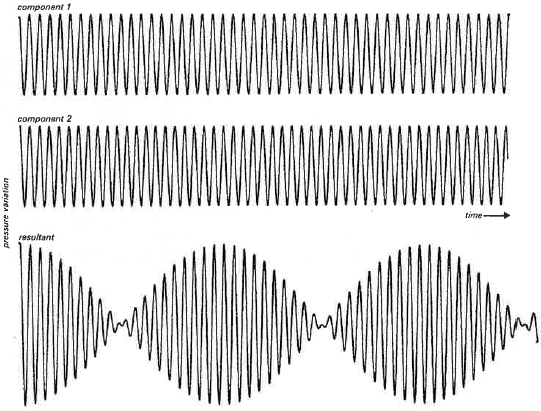 component 1
component 2
pressure variation
time
resultant